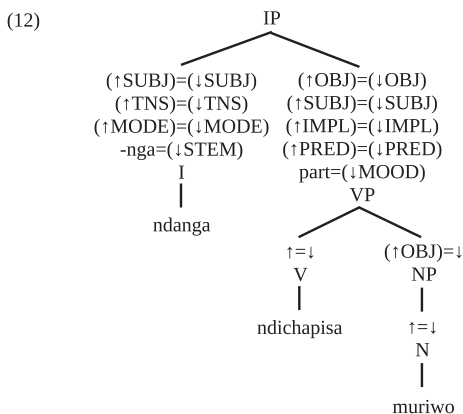 (12)
IP
(↑SUBJ)=(↓SUBJ) (↑OBJ)=(↓OBJ)
(↑TNS)=(↓TNS) (↑SUBJ)=(↓SUBJ)
(↑MODE)=(↓MODE) (↑IMPL)=(↓IMPL)
-nga=(↓STEM) (↑PRED)=(↓PRED)
I part=(↓MOOD)
VP
ndanga
↑=↓ (↑OBJ)=↓
V NP
ndichapisa ↑=↓
N
muriwo